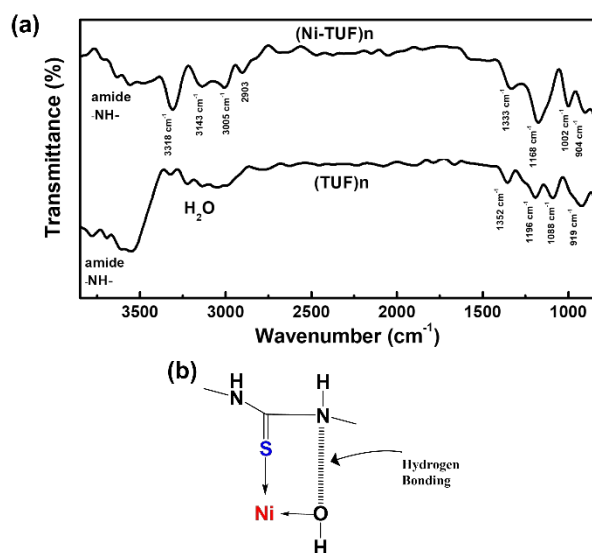 (a)
(Ni-TUF)n
amide
-NH-
3318 cm⁻¹
3143 cm⁻¹
3005 cm⁻¹
2903
1333 cm⁻¹
1168 cm⁻¹
1002 cm⁻¹
904 cm⁻¹
(TUF)n
H₂O
amide
-NH-
1352 cm⁻¹
1196 cm⁻¹
1088 cm⁻¹
919 cm⁻¹
Transmittance (%)
3500 3000 2500 2000 1500 1000
Wavenumber (cm⁻¹)
(b)
H
N
H
N
S
Hydrogen
Bonding
Ni
O
H